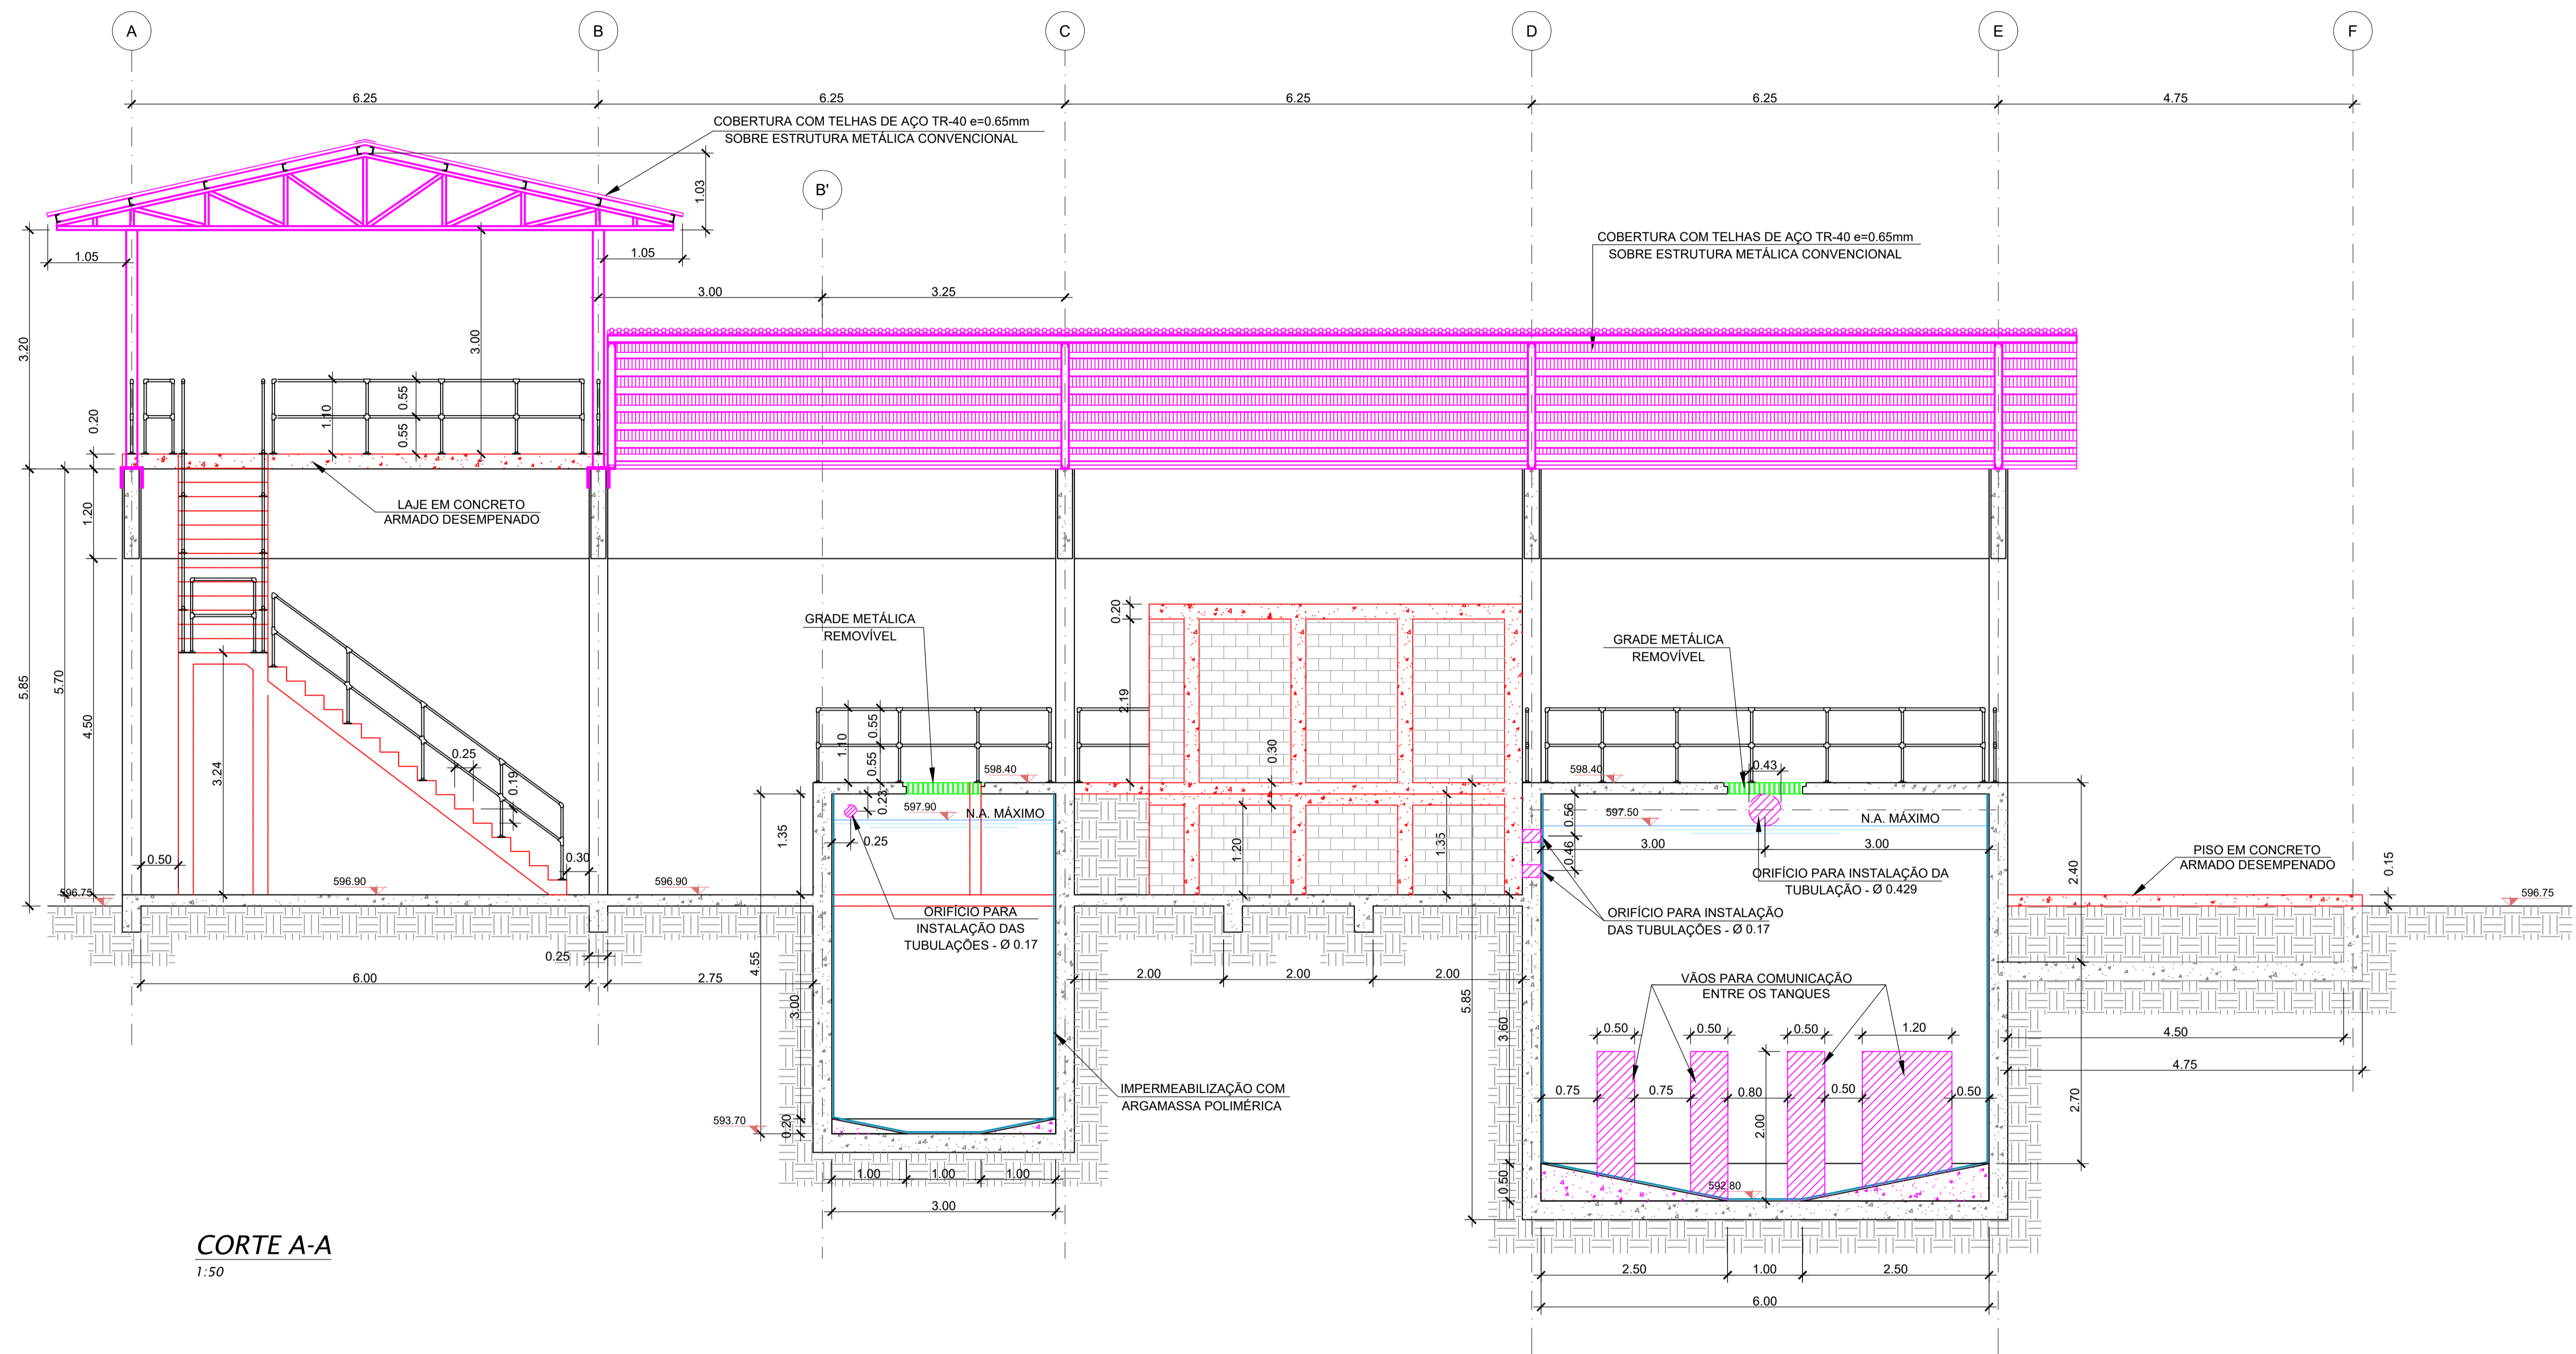 A
B
C
D
E
F
6.25
6.25
6.25
6.25
4.75
COBERTURA COM TELHAS DE AÇO TR-40 e=0.65mm
SOBRE ESTRUTURA METÁLICA CONVENCIONAL
1.03
B'
COBERTURA COM TELHAS DE AÇO TR-40 e=0.65mm
SOBRE ESTRUTURA METÁLICA CONVENCIONAL
1.05
1.05
3.00
3.25
3.20
3.00
0.20
1.10
0.55
0.55
LAJE EM CONCRETO
ARMADO DESEMPENADO
1.20
5.85
5.70
4.50
GRADE METÁLICA
REMOVÍVEL
0.20
2.19
GRADE METÁLICA
REMOVÍVEL
0.25
0.19
3.24
1.10
0.55
0.55
0.30
598.40
598.40
0.43
0.23
597.90
N.A. MÁXIMO
0.56
597.50
N.A. MÁXIMO
1.35
0.25
1.20
1.35
0.46
3.00
3.00
2.40
PISO EM CONCRETO
ARMADO DESEMPENADO
0.15
0.50
0.30
596.75
596.90
596.90
ORIFÍCIO PARA INSTALAÇÃO DA
TUBULAÇÃO - Ø 0.429
596.75
ORIFÍCIO PARA
INSTALAÇÃO DAS
TUBULAÇÕES - Ø 0.17
ORIFÍCIO PARA INSTALAÇÃO
DAS TUBULAÇÕES - Ø 0.17
0.25
6.00
2.75
4.55
3.00
2.00
2.00
2.00
5.85
3.60
VÃOS PARA COMUNICAÇÃO
ENTRE OS TANQUES
0.50
0.50
0.50
1.20
4.50
4.75
IMPERMEABILIZAÇÃO COM
ARGAMASSA POLIMÉRICA
0.75
0.75
0.80
0.50
0.50
2.00
2.70
593.70
0.20
1.00
1.00
1.00
3.00
0.50
592.80
CORTE A-A
1:50
2.50
1.00
2.50
6.00